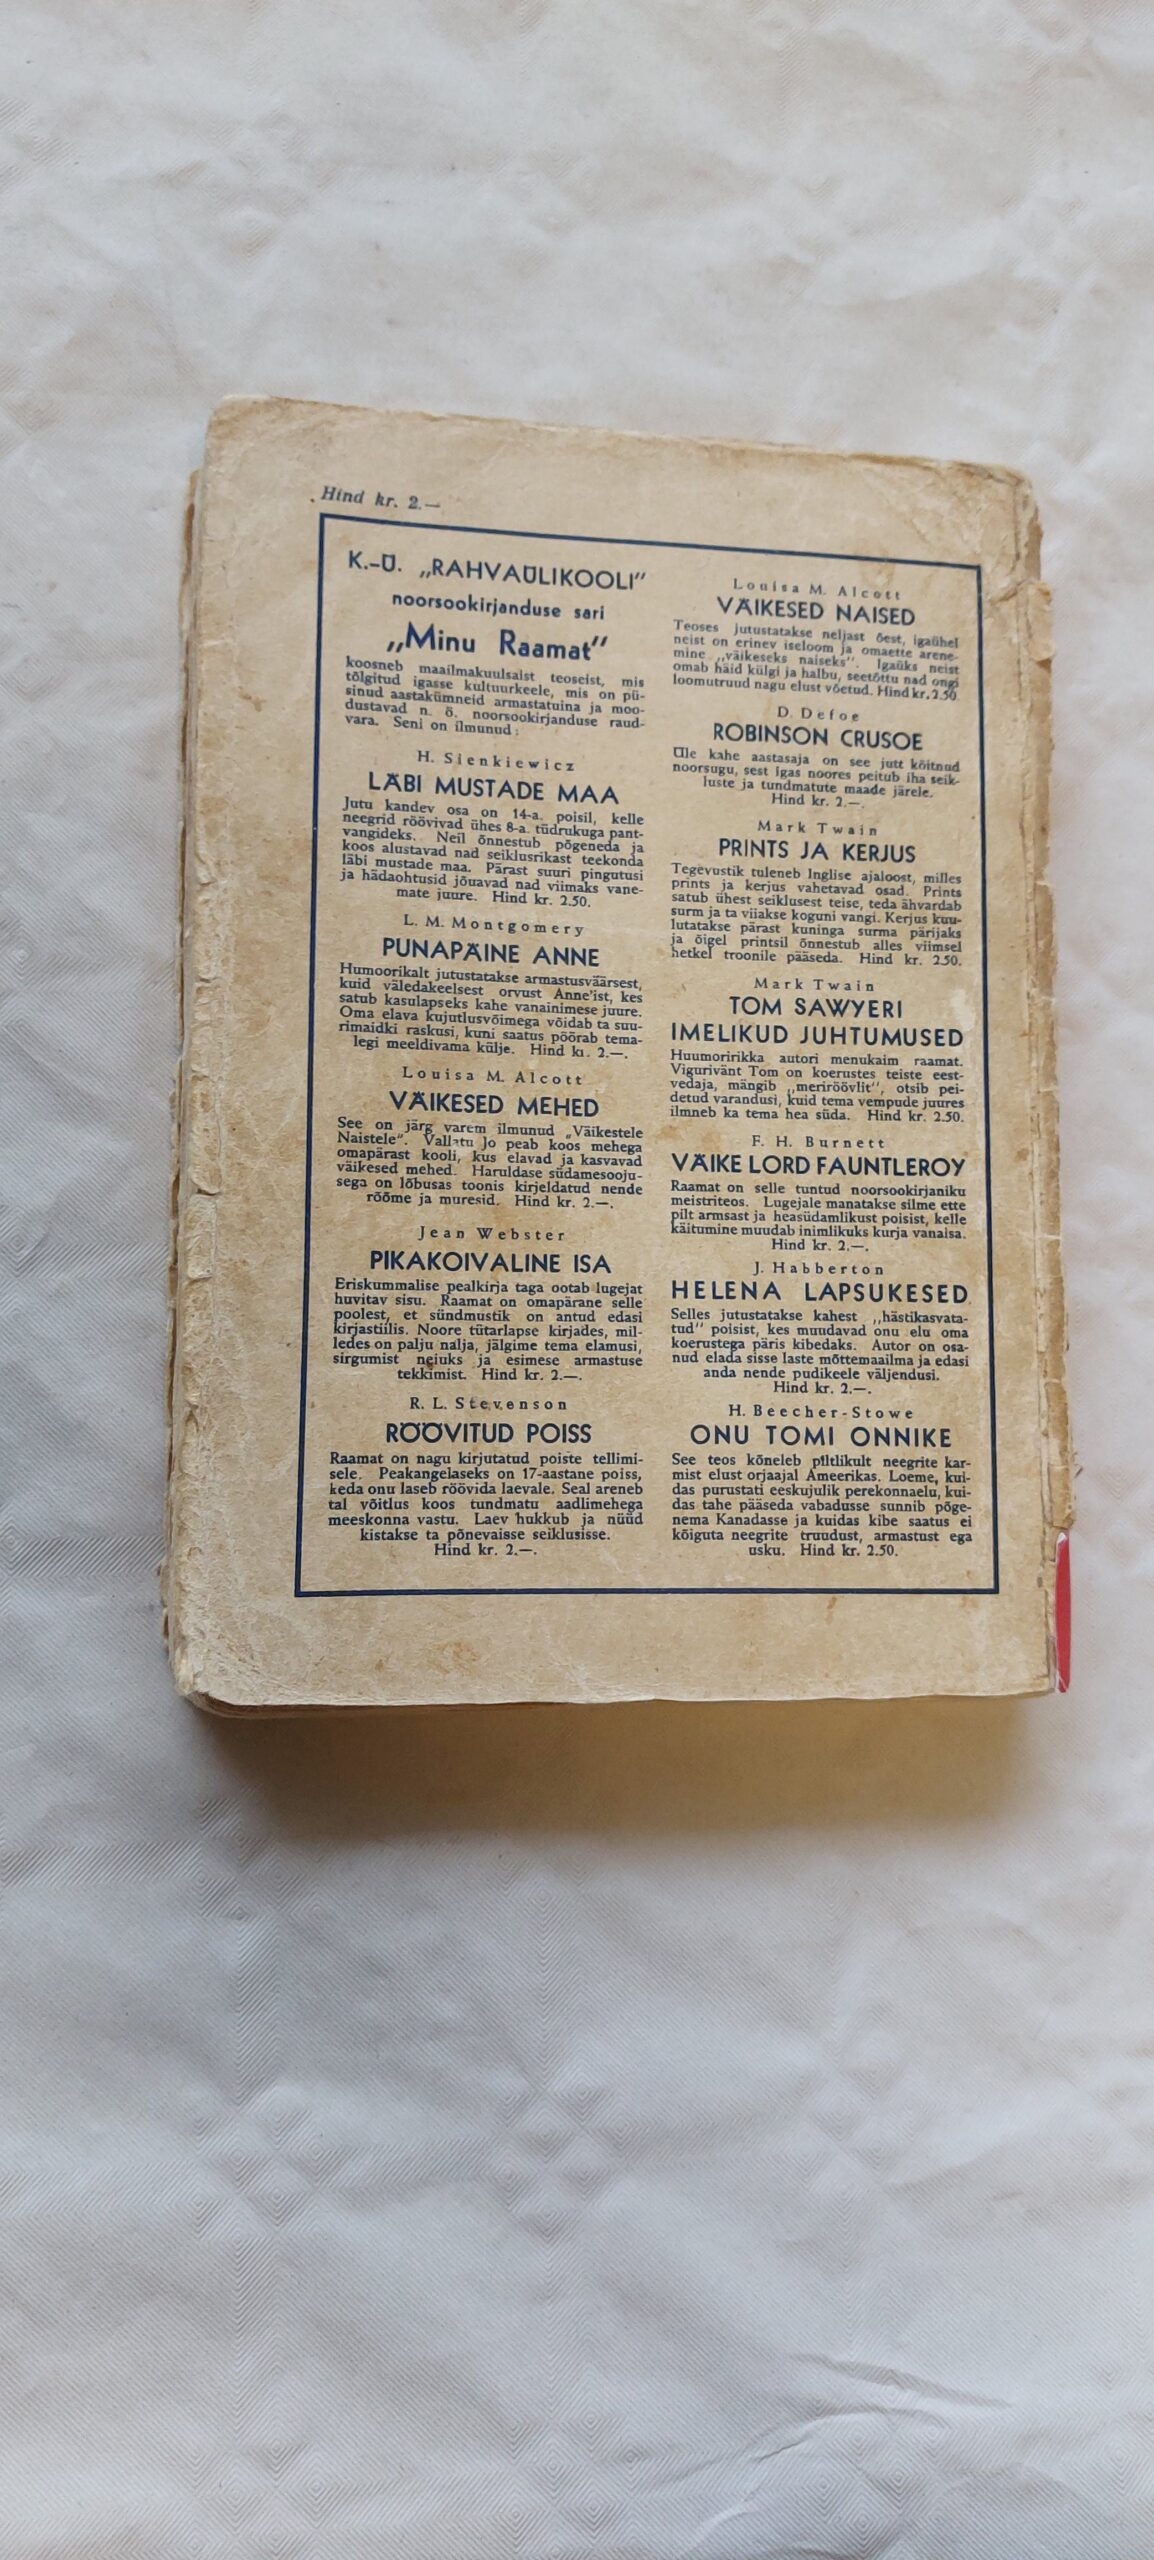 Hind kr. 2.—
K.-Ü. „RAHVAÜLIKOOLI”
noorsookirjanduse sari
„Minu Raamat”
koosneb maailmakuulsaist teoseist, mis
tõlgitud igasse kultuurkeele, mis on pü-
sinud aastakümneid armastatuina ja moo-
dustavad n. ö. noorsookirjanduse raud-
vara. Seni on ilmunud:
H. Sienkiewicz
LÄBI MUSTADE MAA
Jutu kandev osa on 14-a. poisil, kelle
neegrid röövivad ühes 8-a. tüdrukuga pant-
vangideks. Neil õnnestub põgeneda ja
koos alustavad nad seiklusrikast teekonda
läbi mustade maa. Pärast suuri pingutusi
ja hädaohtusid jõuavad nad viimaks vane-
mate juure. Hind kr. 2.50.
L. M. Montgomery
PUNAPÄINE ANNE
Humoorikalt jutustatakse armastusväärsest,
kuid väledakeelsest orvust Anne'ist, kes
satub kasulapseks kahe vanainimese juure.
Oma elava kujutlusvõimega võidab ta suu-
rimaidki raskusi, kuni saatus pöörab tema-
legi meeldivama külje. Hind kr. 2.—.
Louisa M. Alcott
VÄIKESED MEHED
See on järg varem ilmunud „Väikestele
Naistele”. Vallatu Jo peab koos mehega
omapärast kooli, kus elavad ja kasvavad
väikesed mehed. Haruldase südamesooju-
sega on lõbusas toonis kirjeldatud nende
rõõme ja muresid. Hind kr. 2.—.
Jean Webster
PIKAKOIVALINE ISA
Eriskummalise pealkirja taga ootab lugejat
huvitav sisu. Raamat on omapärane selle
poolest, et sündmustik on antud edasi
kirjastiilis. Noore tütarlapse kirjades, mil-
ledes on palju nalja, jälgime tema elamusi,
sirgumist neiuks ja esimese armastuse
tekkimist. Hind kr. 2.—.
R. L. Stevenson
RÖÖVITUD POISS
Raamat on nagu kirjutatud poiste tellimi-
sele. Peakangelaseks on 17-aastane poiss,
keda onu laseb röövida laevale. Seal areneb
tal võitlus koos tundmatu aadlimehega
meeskonna vastu. Laev hukkub ja nüüd
kistakse ta põnevaisse seiklusisse.
Hind kr. 2.—.
Louisa M. Alcott
VÄIKESED NAISED
Teoses jutustatakse neljast õest, igaühel
neist on erinev iseloom ja omaette arene-
mine „väikeseks naiseks”. Igaüks neist
omab häid külgi ja halbu, seetõttu nad ongi
loomutruud nagu elust võetud. Hind kr. 2.50
D. Defoe
ROBINSON CRUSOE
Üle kahe aastasaja on see jutt köitnud
noorsugu, sest igas noores peitub iha seik-
luste ja tundmatute maade järele.
Hind kr. 2.—.
Mark Twain
PRINTS JA KERJUS
Tegevustik tuleneb Inglise ajaloost, milles
prints ja kerjus vahetavad osad. Prints
satub ühest seiklusest teise, teda ähvardab
surm ja ta viiakse koguni vangi. Kerjus kuu-
lutatakse pärast kuninga surma pärijaks
ja õigel printsil õnnestub alles viimsel
hetkel troonile pääseda. Hind kr. 2.50.
Mark Twain
TOM SAWYERI
IMELIKUD JUHTUMUSED
Huumoririkka autori menukaim raamat.
Vigurivänt Tom on koerustes teiste eest-
vedaja, mängib „meriröövlit”, otsib pei-
detud varandusi, kuid tema vempude juures
ilmneb ka tema hea süda. Hind kr. 2.50.
F. H. Burnett
VÄIKE LORD FAUNTLEROY
Raamat on selle tuntud noorsookirjaniku
meistriteos. Lugejale manatakse silme ette
pilt armsast ja heasüdamlikust poisist, kelle
käitumine muudab inimlikuks kurja vanaisa.
Hind kr. 2.—.
J. Habberton
HELENA LAPSUKESED
Selles jutustatakse kahest „hästikasvata-
tud” poisist, kes muudavad onu elu oma
koerustega päris kibedaks. Autor on osa-
nud elada sisse laste mõttemaailma ja edasi
anda nende pudikeele väljendusi.
Hind kr. 2.—.
H. Beecher-Stowe
ONU TOMI ONNIKE
See teos kõneleb piltlikult neegrite kar-
mist elust orjaajal Ameerikas. Loeme, kui-
das purustati eeskujulik perekonnaelu, kui-
das tahe pääseda vabadusse sunnib põge-
nema Kanadasse ja kuidas kibe saatus ei
kõiguta neegrite truudust, armastust ega
usku. Hind kr. 2.50.